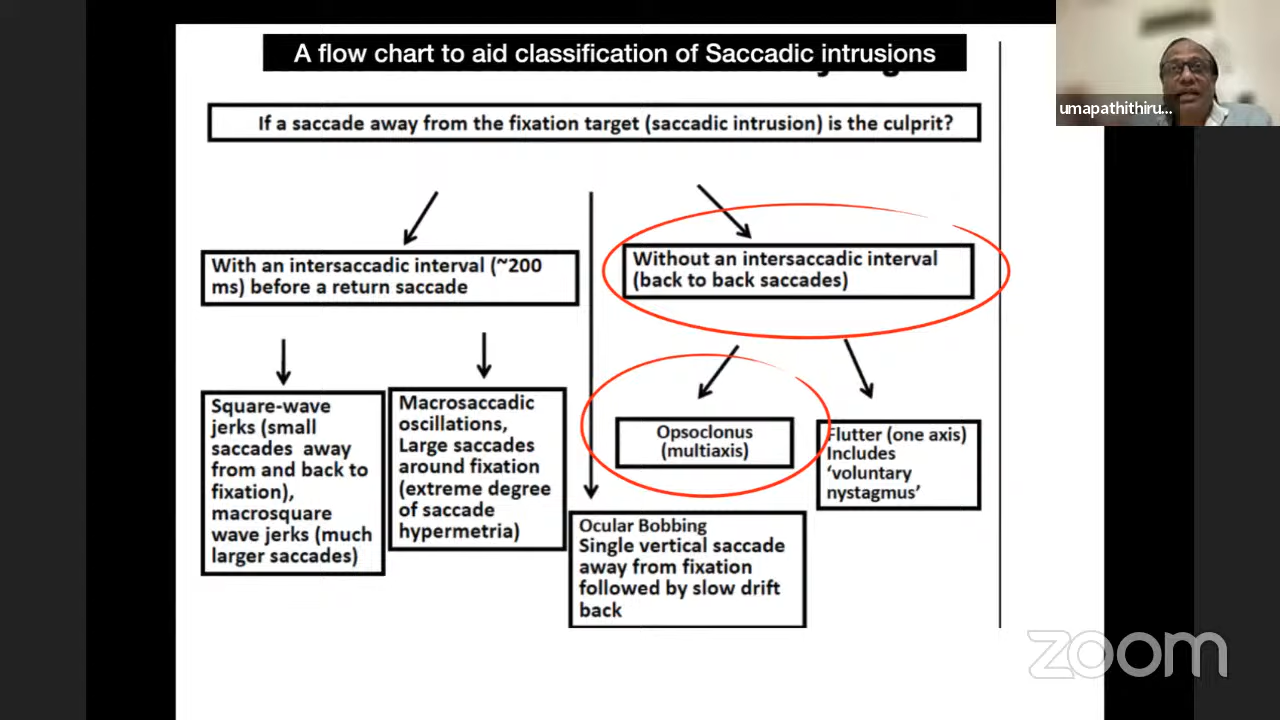 A flow chart to aid classification of Saccadic intrusions
umapathithiru...
If a saccade away from the fixation target (saccadic intrusion) is the culprit?
With an intersaccadic interval (~200
ms) before a return saccade
Without an intersaccadic interval
(back to back saccades)
Square-wave
jerks (small
saccades away
from and back to
fixation),
macrosquare
wave jerks (much
larger saccades)
Macrosaccadic
oscillations,
Large saccades
around fixation
(extreme degree
of saccade
hypermetria)
Opsoclonus
(multiaxis)
Flutter (one axis)
Includes
‘voluntary
nystagmus’
Ocular Bobbing
Single vertical saccade
away from fixation
followed by slow drift
back
zoom